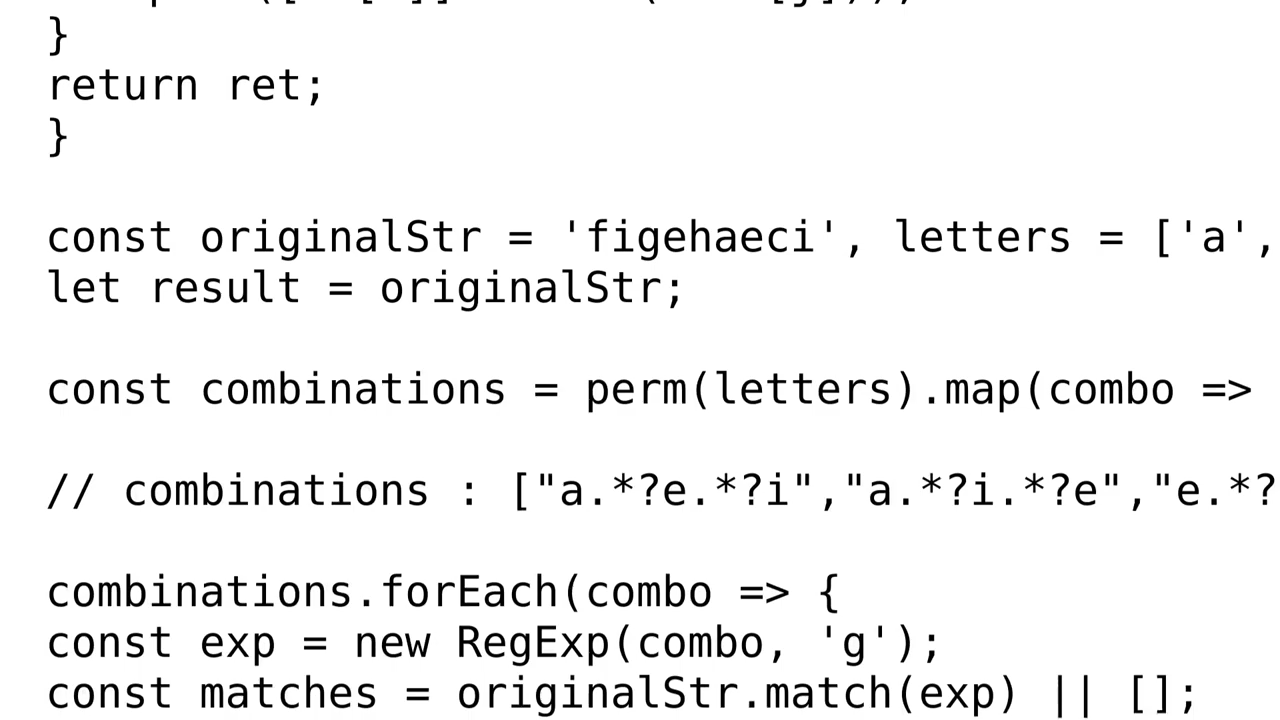 }
return ret;
}
const originalStr = 'figehaeci', letters = ['a',
let result = originalStr;
const combinations = perm(letters).map(combo =>
// combinations : ["a.*?e.*?i","a.*?i.*?e","e.*?
combinations.forEach(combo => {
const exp = new RegExp(combo, 'g');
const matches = originalStr.match(exp) || [];